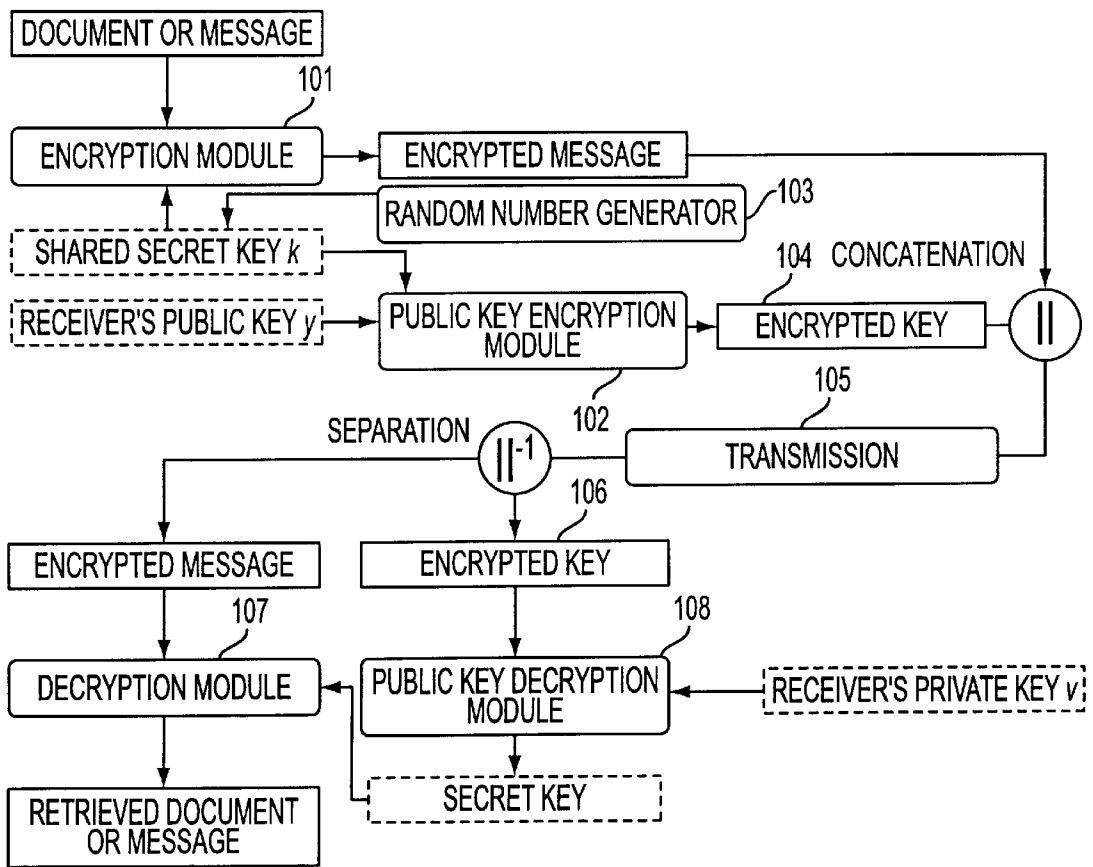 DOCUMENT OR MESSAGE
101
ENCRYPTION MODULE
ENCRYPTED MESSAGE
RANDOM NUMBER GENERATOR
103
SHARED SECRET KEY k
104
CONCATENATION
RECEIVER'S PUBLIC KEY y
PUBLIC KEY ENCRYPTION
MODULE
ENCRYPTED KEY
||
102
105
SEPARATION
||-1
TRANSMISSION
106
ENCRYPTED MESSAGE
ENCRYPTED KEY
107
108
DECRYPTION MODULE
PUBLIC KEY DECRYPTION
MODULE
RECEIVER'S PRIVATE KEY v
SECRET KEY
RETRIEVED DOCUMENT
OR MESSAGE